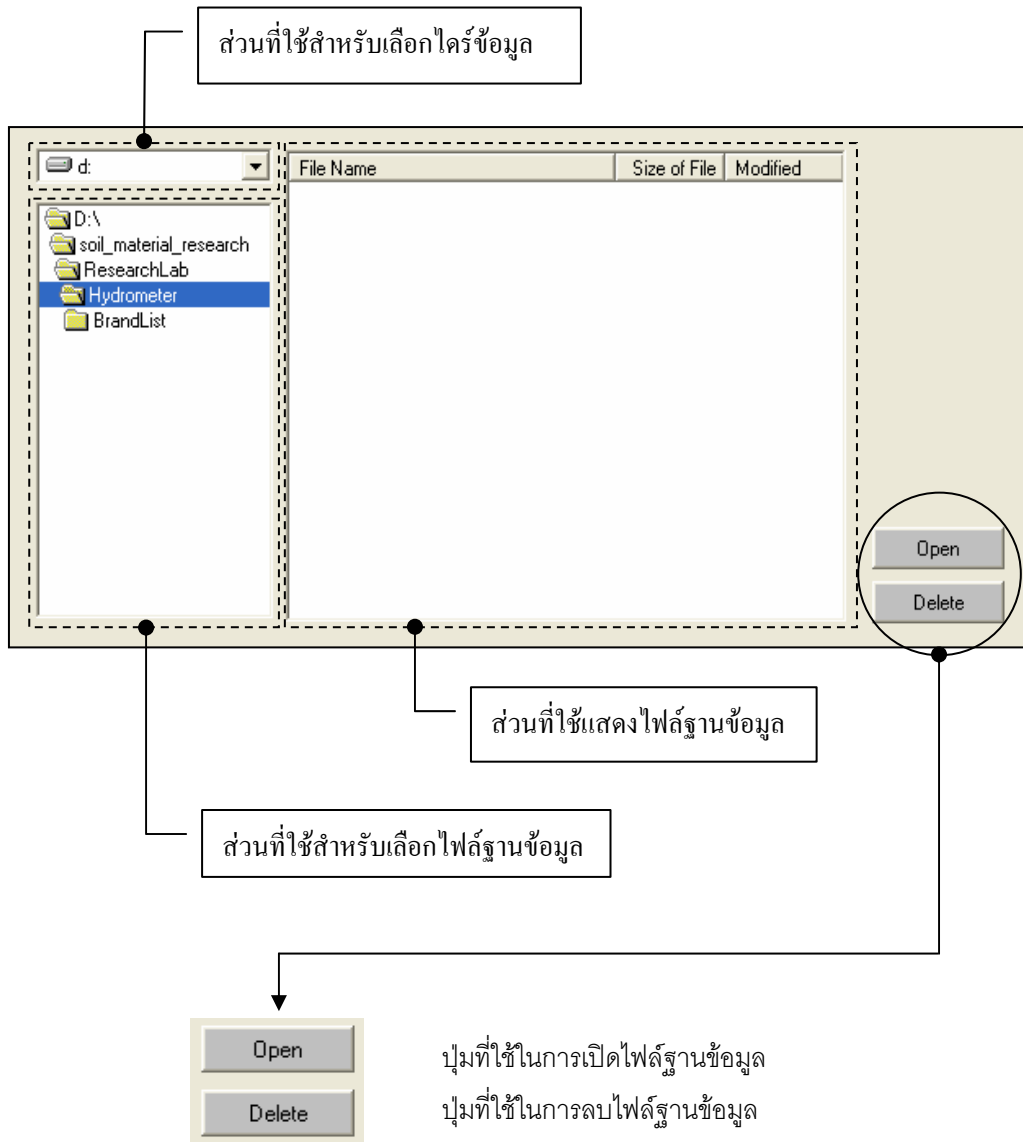 ส่วนที่ใช้สำหรับเลือกไดร์ข้อมูล
d:
File Name Size of File Modified
D:\
soil_material_research
ResearchLab
Hydrometer
BrandList
Open
Delete
ส่วนที่ใช้แสดงไฟล์ฐานข้อมูล
ส่วนที่ใช้สำหรับเลือกไฟล์ฐานข้อมูล
Open ปุ่มที่ใช้ในการเปิดไฟล์ฐานข้อมูล
Delete ปุ่มที่ใช้ในการลบไฟล์ฐานข้อมูล